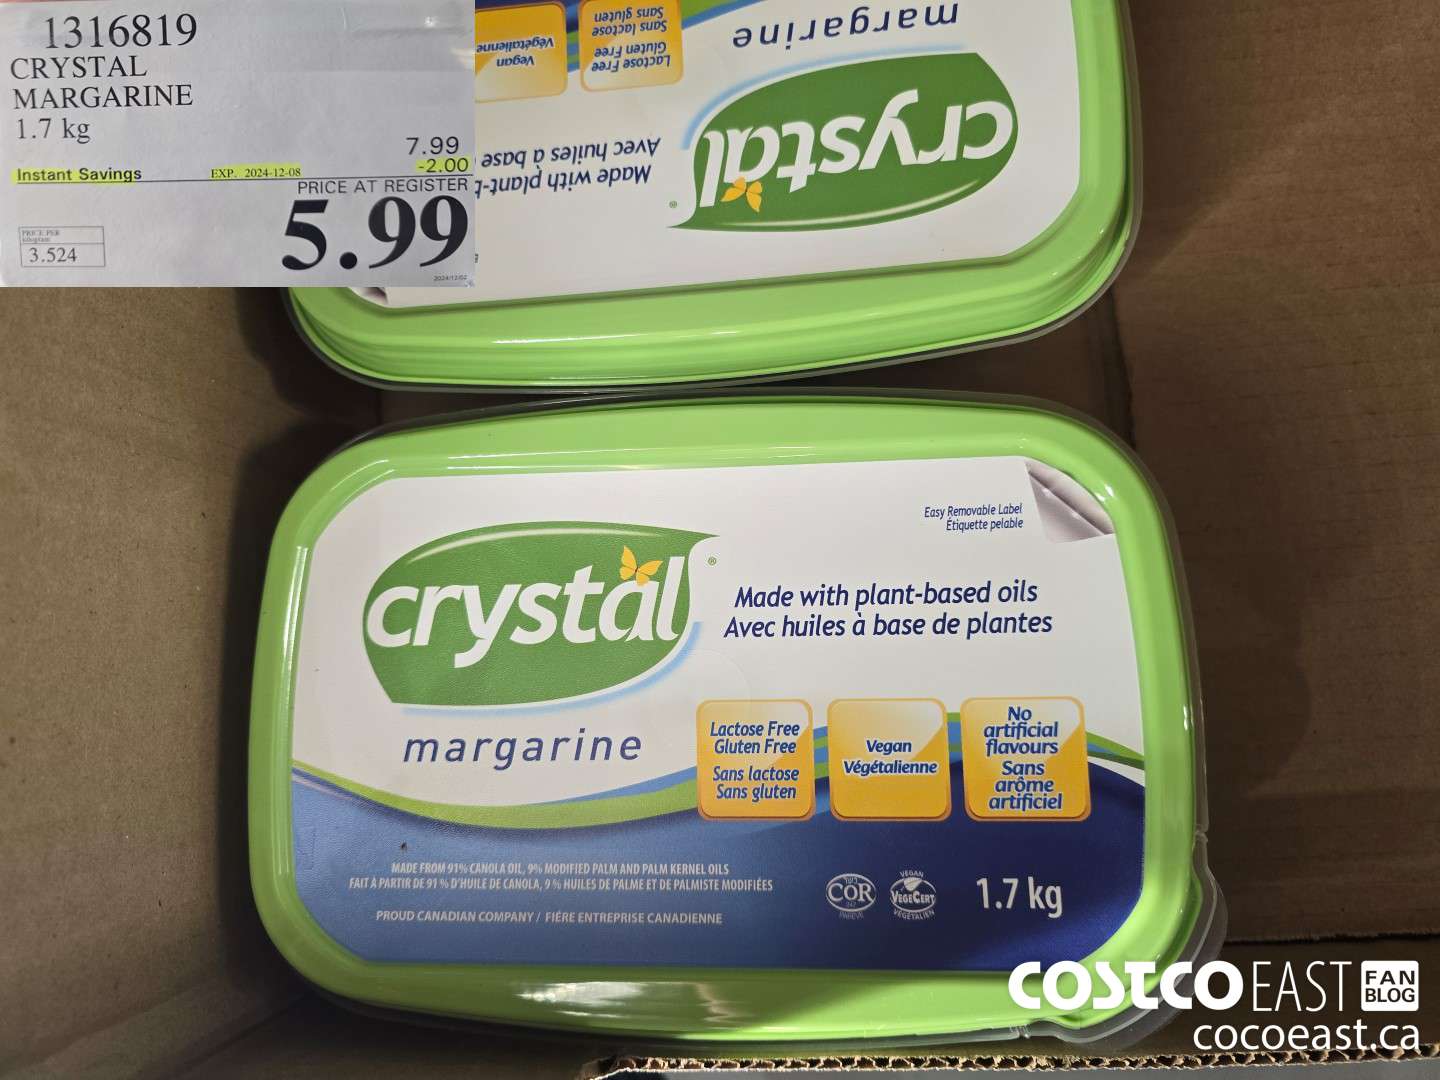 1316819
CRYSTAL
MARGARINE
1.7 kg
7.99
Instant Savings EXP. 2024-12-08 -2.00
PRICE AT REGISTER
5.99
PRICE PER
kilogram
3.524
2024/12/02
margarine
Lactose Free
Gluten Free
Sans lactose
Sans gluten
Vegan
Végétalienne
crystal
Made with plant-b
Avec huiles à base
Easy Removable Label
Étiquette pelable
crystal®
Made with plant-based oils
Avec huiles à base de plantes
margarine
Lactose Free
Gluten Free
Sans lactose
Sans gluten
Vegan
Végétalienne
No
artificial
flavours
Sans
arôme
artificiel
MADE FROM 91% CANOLA OIL, 9% MODIFIED PALM AND PALM KERNEL OILS
FAIT À PARTIR DE 91 % D'HUILE DE CANOLA, 9 % HUILES DE PALME ET DE PALMISTE MODIFIÉES
PROUD CANADIAN COMPANY / FIÈRE ENTREPRISE CANADIENNE
COR
PAREVE
VEGAN
VEGECERT
VÉGÉTALIEN
1.7 kg
COSTCO EAST FAN BLOG
cocoeast.ca